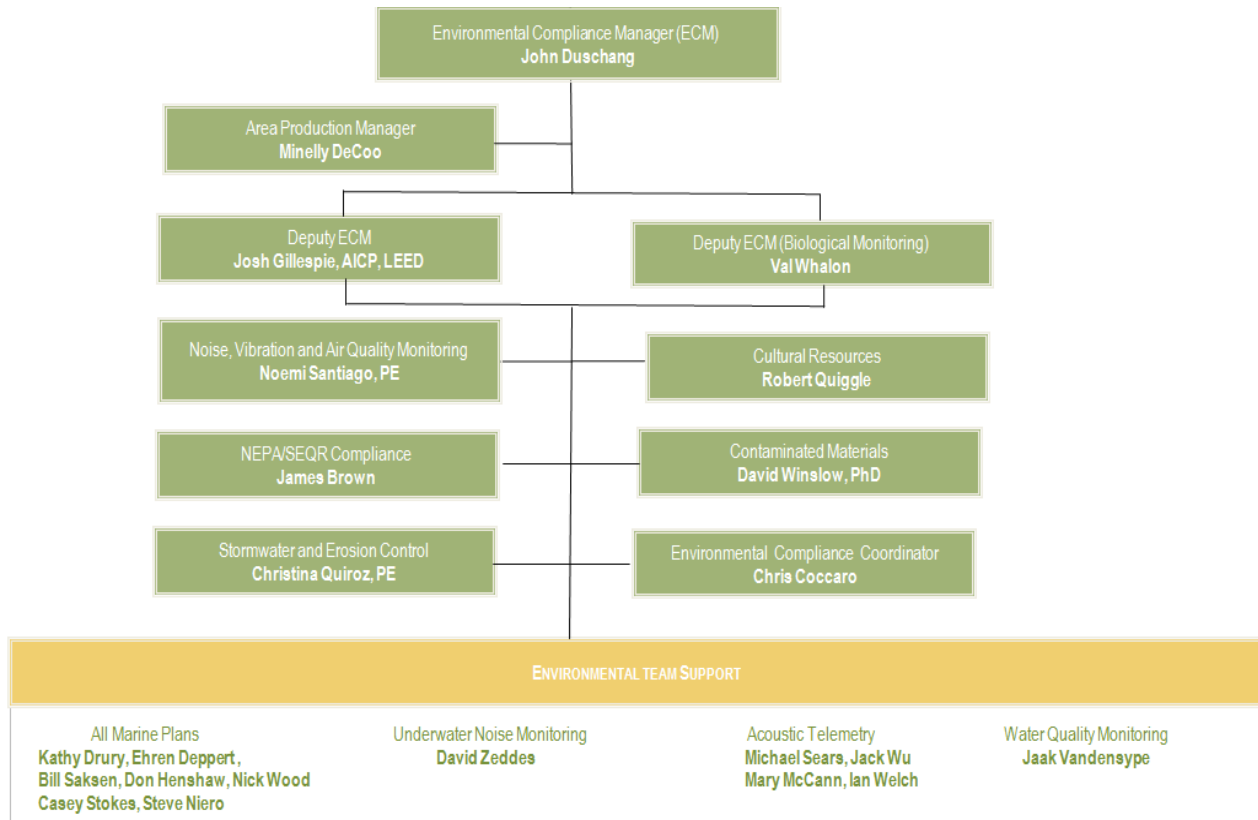 Environmental Compliance Manager (ECM)
John Duschang
Area Production Manager
Minelly DeCoo
Deputy ECM
Josh Gillespie, AICP, LEED
Deputy ECM (Biological Monitoring)
Val Whalon
Noise, Vibration and Air Quality Monitoring
Noemi Santiago, PE
Cultural Resources
Robert Quiggle
NEPA/SEQR Compliance
James Brown
Contaminated Materials
David Winslow, PhD
Stormwater and Erosion Control
Christina Quiroz, PE
Environmental Compliance Coordinator
Chris Coccaro
ENVIRONMENTAL TEAM SUPPORT
All Marine Plans
Kathy Drury, Ehren Deppert ,
Bill Saksen, Don Henshaw, Nick Wood
Casey Stokes, Steve Niero
Underwater Noise Monitoring
David Zeddes
Acoustic Telemetry
Michael Sears, Jack Wu
Mary McCann, Ian Welch
Water Quality Monitoring
Jaak Vandensype